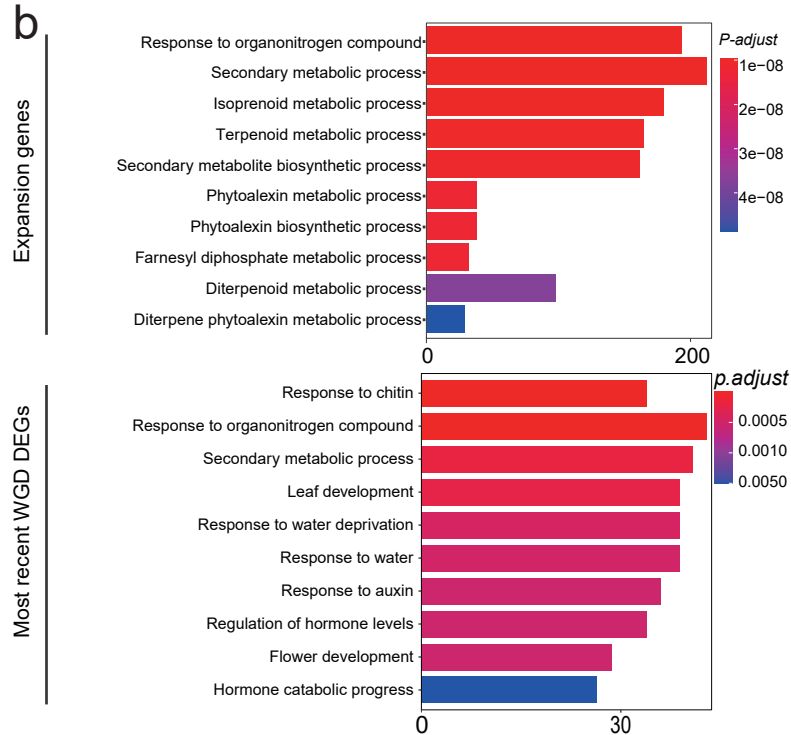 b
Expansion genes
Response to organonitrogen compound
Secondary metabolic process
Isoprenoid metabolic process
Terpenoid metabolic process
Secondary metabolite biosynthetic process
Phytoalexin metabolic process
Phytoalexin biosynthetic process
Farnesyl diphosphate metabolic process
Diterpenoid metabolic process
Diterpene phytoalexin metabolic process
0
200
P-adjust
1e−08
2e−08
3e−08
4e−08
Most recent WGD DEGs
Response to chitin
Response to organonitrogen compound
Secondary metabolic process
Leaf development
Response to water deprivation
Response to water
Response to auxin
Regulation of hormone levels
Flower development
Hormone catabolic progress
0
30
p.adjust
0.0005
0.0010
0.0050